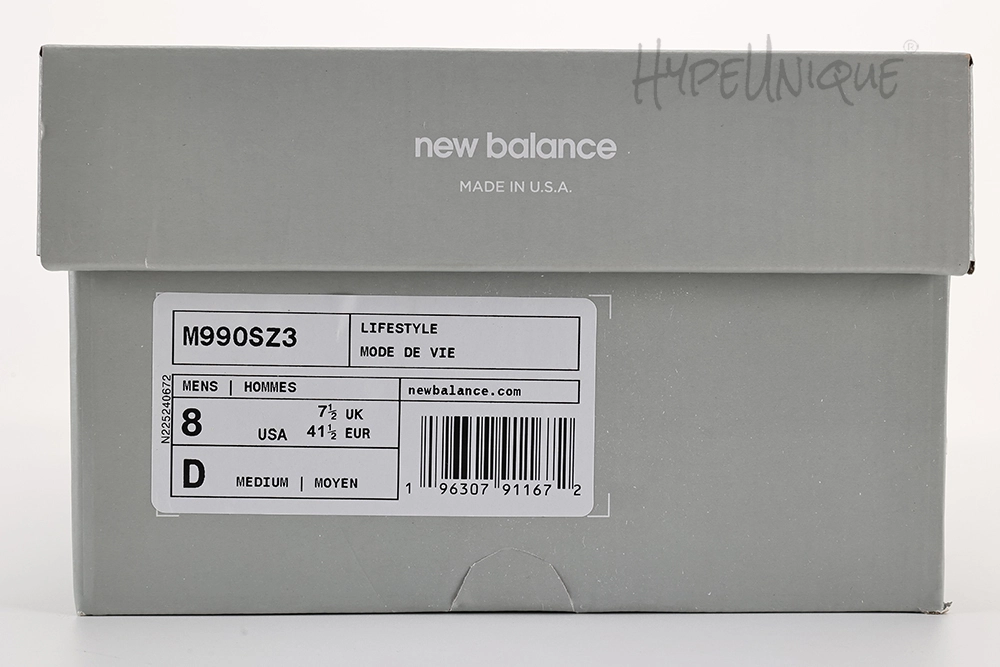 HYPEUNIQUE®
new balance
MADE IN U.S.A.
M990SZ3
LIFESTYLE
MODE DE VIE
MENS | HOMMES
newbalance.com
N225240672
8
USA
7½ UK
41½ EUR
D
MEDIUM | MOYEN
1 96307 91167 2